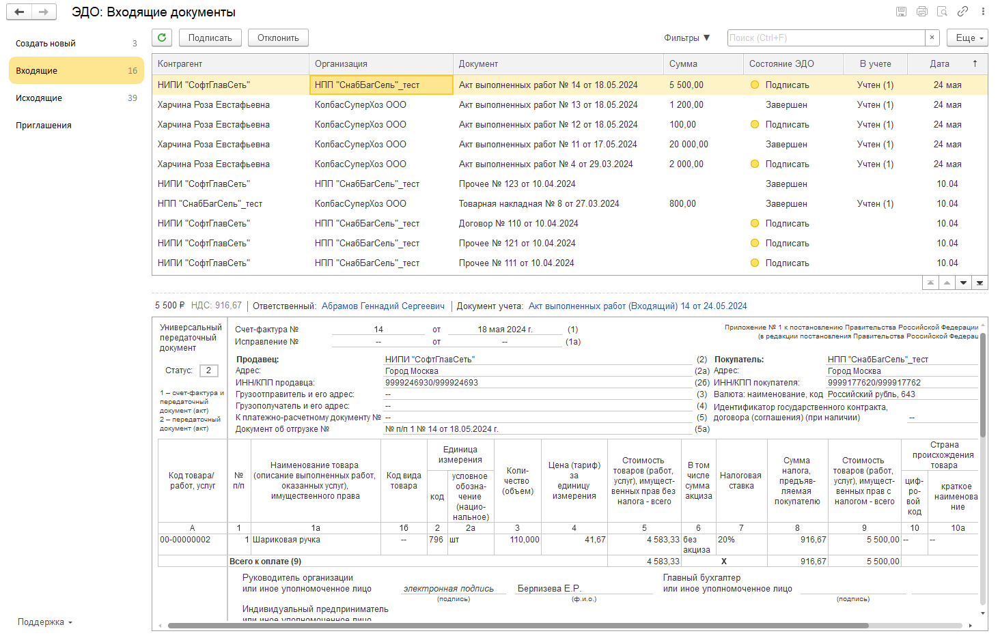 ЭДО: Входящие документы
Создать новый 3
Входящие 16
Исходящие 39
Приглашения
Поддержка
Подписать Отклонить Фильтры ▼ Поиск (Ctrl+F) × Еще
Контрагент Организация Документ Сумма Состояние ЭДО В учете Дата ↑
НИПИ "СофтГлавСеть" НПП "СнабБагСель"_тест Акт выполненных работ № 14 от 18.05.2024 5 500,00 Подписать Учтен (1) 24 мая
Харчина Роза Евстафьевна КолбасСуперХоз ООО Акт выполненных работ № 13 от 18.05.2024 1 200,00 Завершен Учтен (1) 24 мая
Харчина Роза Евстафьевна КолбасСуперХоз ООО Акт выполненных работ № 12 от 18.05.2024 100,00 Подписать Учтен (1) 24 мая
Харчина Роза Евстафьевна КолбасСуперХоз ООО Акт выполненных работ № 11 от 17.05.2024 20 000,00 Завершен Учтен (1) 24 мая
Харчина Роза Евстафьевна КолбасСуперХоз ООО Акт выполненных работ № 4 от 29.03.2024 2 000,00 Подписать Учтен (1) 24 мая
НИПИ "СофтГлавСеть" НПП "СнабБагСель"_тест Прочее № 123 от 10.04.2024 Завершен 10.04
НПП "СнабБагСель"_тест КолбасСуперХоз ООО Товарная накладная № 8 от 27.03.2024 800,00 Завершен Учтен (1) 10.04
НИПИ "СофтГлавСеть" НПП "СнабБагСель"_тест Договор № 110 от 10.04.2024 Подписать 10.04
НИПИ "СофтГлавСеть" НПП "СнабБагСель"_тест Прочее № 121 от 10.04.2024 Подписать 10.04
НИПИ "СофтГлавСеть" НПП "СнабБагСель"_тест Прочее № 111 от 10.04.2024 Подписать 10.04
5 500 ₽ НДС: 916,67 Ответственный: Абрамов Геннадий Сергеевич Документ учета: Акт выполненных работ (Входящий) 14 от 24.05.2024
Универсальный
передаточный
документ
Статус: 2
1 – счет-фактура и
передаточный
документ (акт)
2 – передаточный
документ (акт)
Счет-фактура № 14 от 18 мая 2024 г. (1)
Исправление № -- от -- (1а)
Приложение № 1 к постановлению Правительства Российской Федерации
(в редакции постановления Правительства Российской Федерац
Продавец: НИПИ "СофтГлавСеть" (2) Покупатель: НПП "СнабБагСель"_тест
Адрес: Город Москва (2а) Адрес: Город Москва
ИНН/КПП продавца: 9999246930/999924693 (2б) ИНН/КПП покупателя: 9999177620/999917762
Грузоотправитель и его адрес: -- (3) Валюта: наименование, код Российский рубль, 643
Грузополучатель и его адрес: -- (4) Идентификатор государственного контракта,
К платежно-расчетному документу № -- (5) договора (соглашения) (при наличии) --
Документ об отгрузке № № п/п 1 № 14 от 18.05.2024 г. (5а)
Код товара/
работ, услуг
№
п/п
Наименование товара
(описание выполненных работ,
оказанных услуг),
имущественного права
Код вида
товара
Единица
измерения
код
условное
обозна-
чение
(нацио-
нальное)
Коли-
чество
(объем)
Цена (тариф)
за
единицу
измерения
Стоимость
товаров (работ,
услуг), имущест-
венных прав без
налога - всего
В том
числе
сумма
акциза
Налоговая
ставка
Сумма
налога,
предъяв-
ляемая
покупателю
Стоимость
товаров (работ,
услуг), имущест-
венных прав с
налогом - всего
Страна
происхождения
товара
циф-
ро-
вой
код
краткое
наименова
ние
А 1 1а 1б 2 2а 3 4 5 6 7 8 9 10 10а
00-00000002 1 Шариковая ручка -- 796 шт 110,000 41,67 4 583,33 без 20% 916,67 5 500,00 -- --
акциза
Всего к оплате (9) 4 583,33 Х 916,67 5 500,00
Руководитель организации Главный бухгалтер
или иное уполномоченное лицо электронная подпись Берлизева Е.Р. или иное уполномоченное лицо
(подпись) (ф.и.о.) (подпись)
Индивидуальный предприниматель
или иное уполномоченное лицо